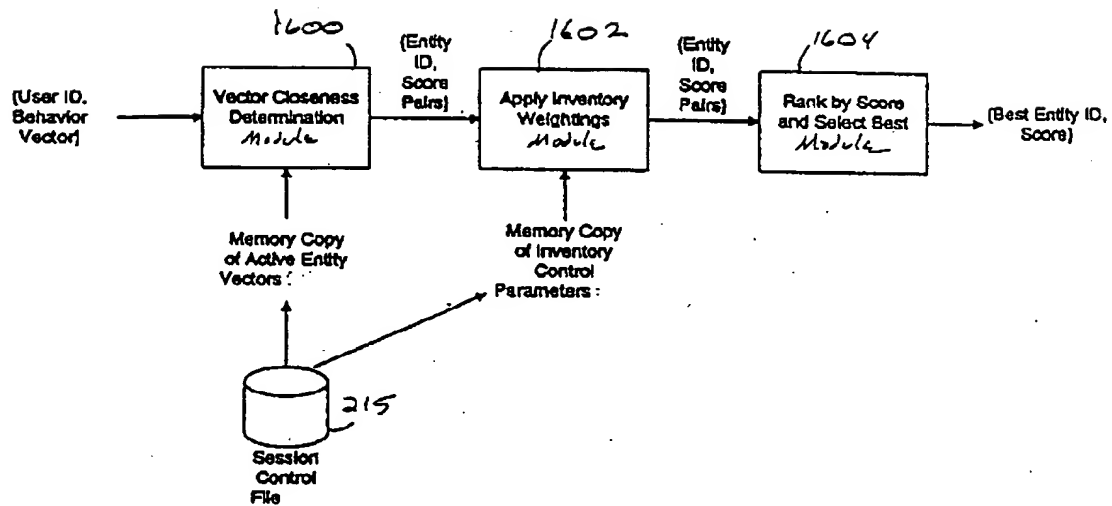 1600
1602
1604
{User ID,
Behavior
Vector}
Vector Closeness
Determination
Module
{Entity
ID,
Score
Pairs}
Apply Inventory
Weightings
Module
{Entity
ID,
Score
Pairs}
Rank by Score
and Select Best
Module
{Best Entity ID,
Score}
Memory Copy
of Active Entity
Vectors :
Memory Copy
of Inventory
Control
Parameters :
215
Session
Control
File